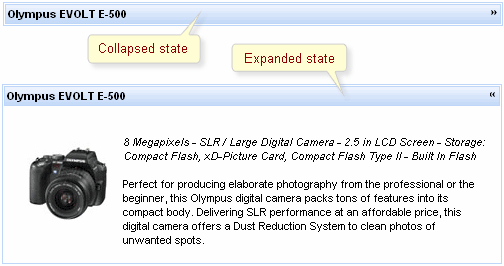 Olympus EVOLT E-500 »
Collapsed state
Expanded state
Olympus EVOLT E-500 «
8 Megapixels - SLR / Large Digital Camera - 2.5 in LCD Screen - Storage:
Compact Flash, xD-Picture Card, Compact Flash Type II - Built In Flash
Perfect for producing elaborate photography from the professional or the
beginner, this Olympus digital camera packs tons of features into its
compact body. Delivering SLR performance at an affordable price, this
digital camera offers a Dust Reduction System to clean photos of
unwanted spots.
OLYMPUS